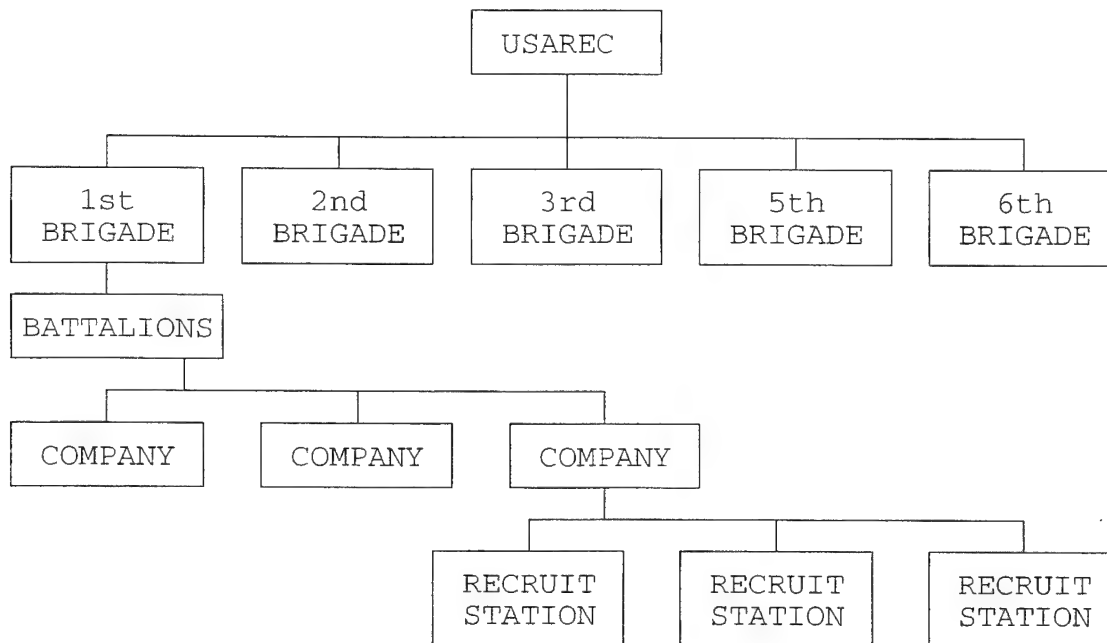 USAREC
1st
BRIGADE
2nd
BRIGADE
3rd
BRIGADE
5th
BRIGADE
6th
BRIGADE
BATTALIONS
COMPANY
COMPANY
COMPANY
RECRUIT
STATION
RECRUIT
STATION
RECRUIT
STATION